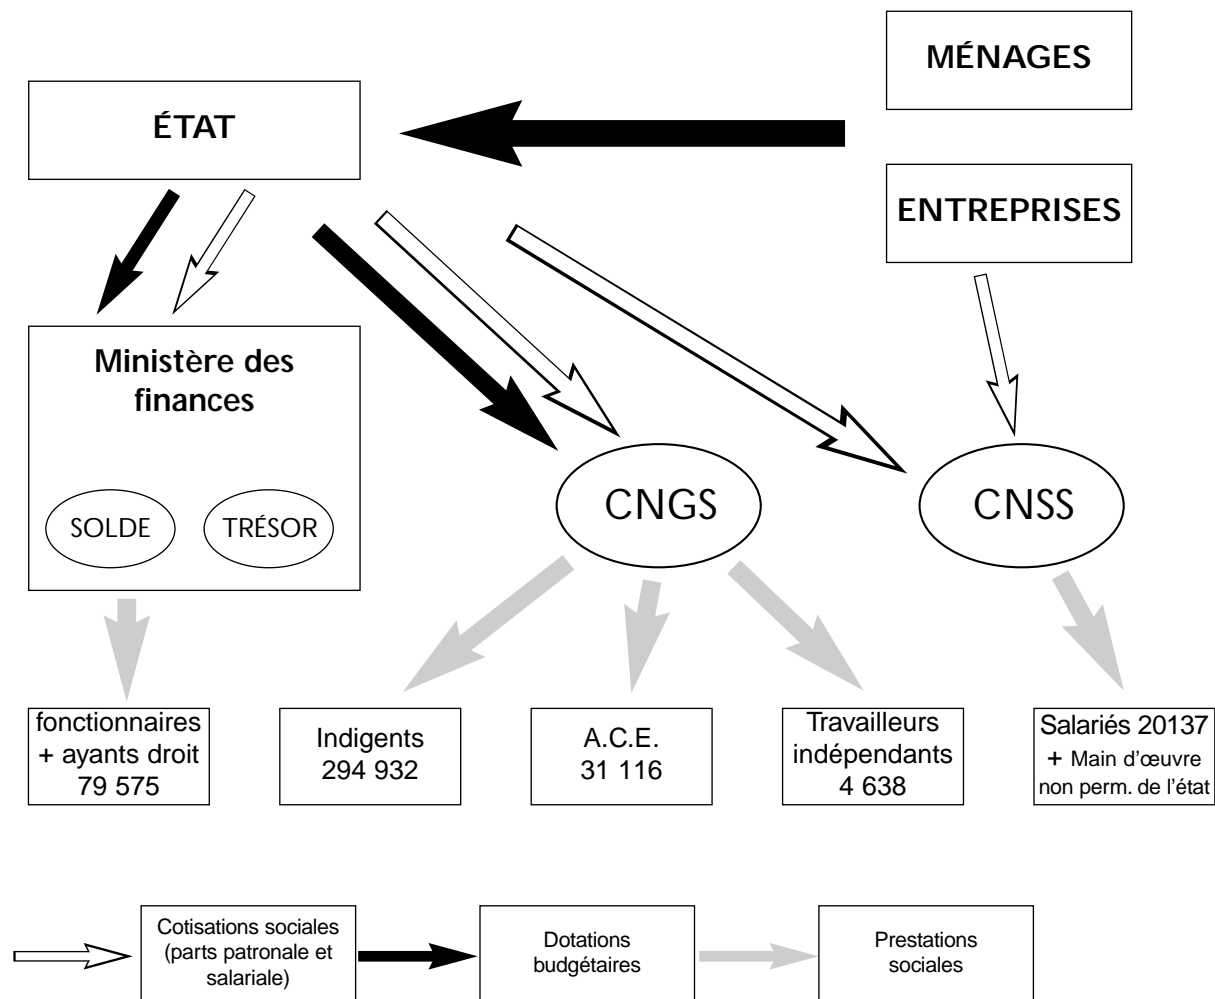 MÉNAGES
ÉTAT
ENTREPRISES
Ministère des
finances
SOLDE
TRÉSOR
CNGS
CNSS
fonctionnaires
+ ayants droit
79 575
Indigents
294 932
A.C.E.
31 116
Travailleurs
indépendants
4 638
Salariés 20137
+ Main d'œuvre
non perm. de l'état
Cotisations sociales
(parts patronale et
salariale)
Dotations
budgétaires
Prestations
sociales